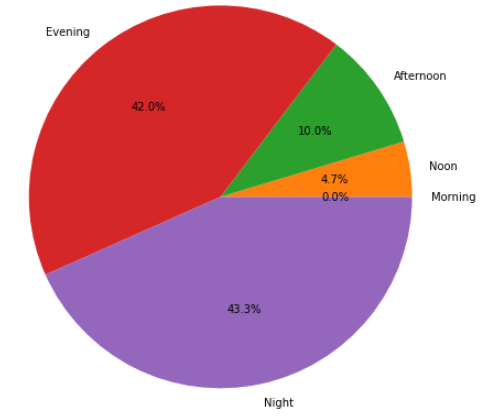 Evening
Afternoon
42.0%
10.0%
Noon
4.7%
0.0%
Morning
43.3%
Night